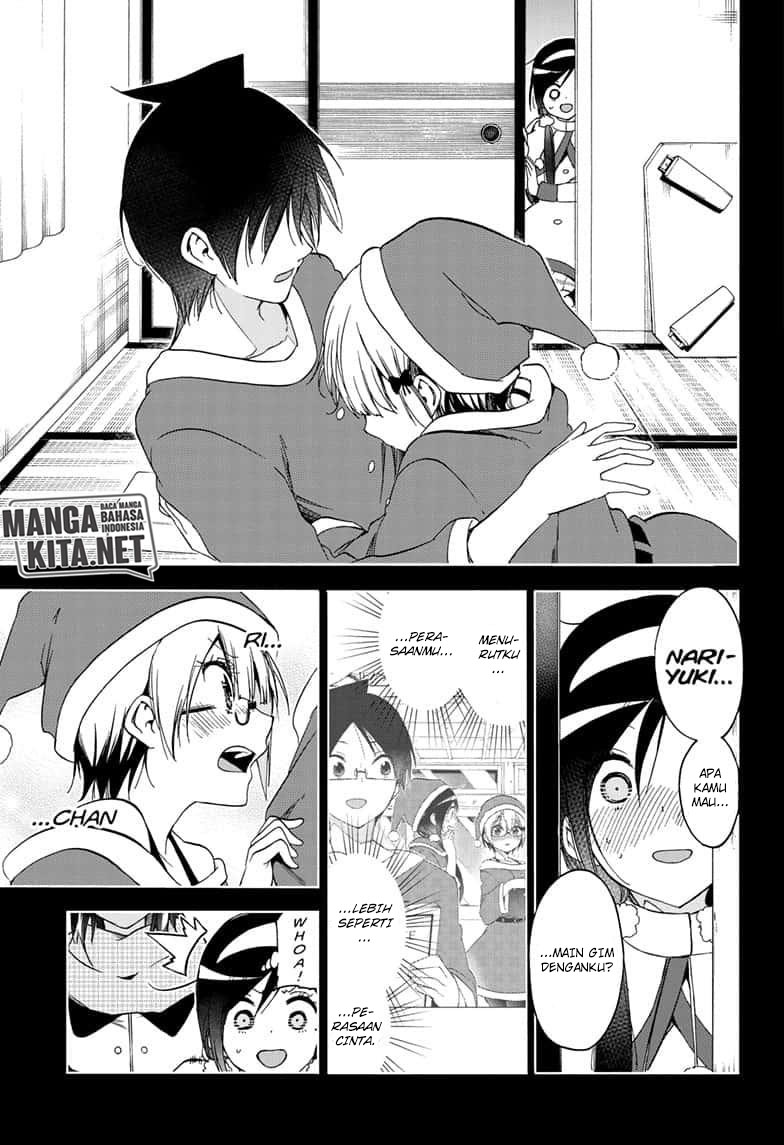 MANGA
KITA.NET
BACA MANGA
BAHASA
INDONESIA
NARI-
YUKI...
APA
KAMU
MAU...
...MAIN GIM
DENGANKU?
MENU-
RUTKU
...
...PERA-
SAANMU...
...LEBIH
SEPERTI
...
...PE-
RASAAN
CINTA.
RI...
...CHAN
WHOA!